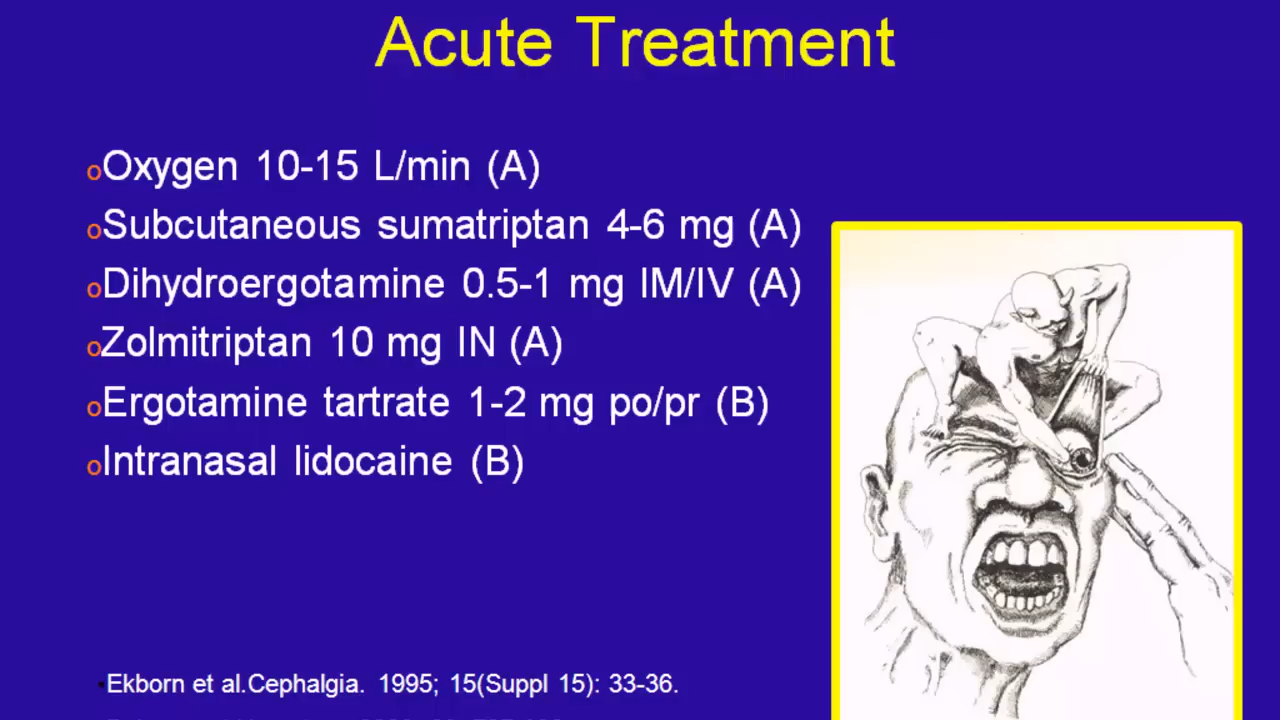 Acute Treatment
oOxygen 10-15 L/min (A)
oSubcutaneous sumatriptan 4-6 mg (A)
oDihydroergotamine 0.5-1 mg IM/IV (A)
oZolmitriptan 10 mg IN (A)
oErgotamine tartrate 1-2 mg po/pr (B)
oIntranasal lidocaine (B)
•Ekborn et al.Cephalgia. 1995; 15(Suppl 15): 33-36.